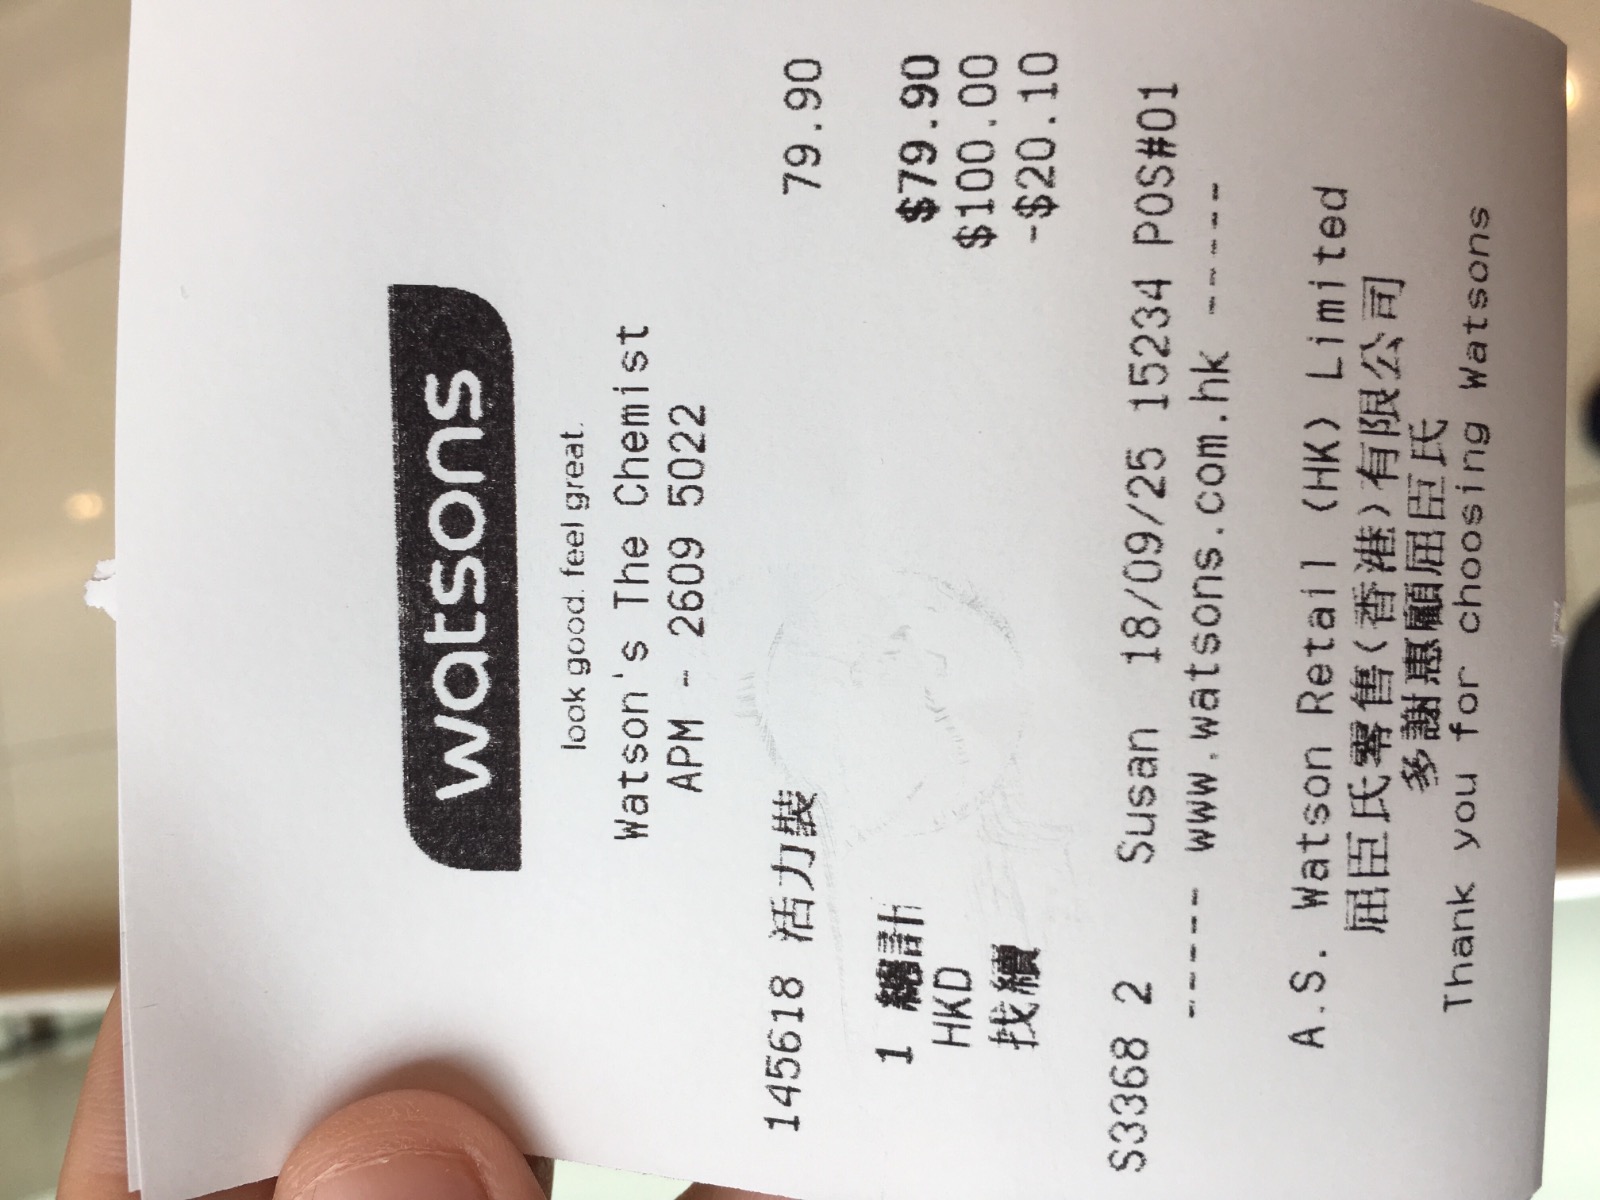 watsons
look good. feel great.
Watson's The Chemist
APM - 2609 5022
145618 活力裝 79.90
1 總計 $79.90
HKD $100.00
找續 -$20.10
S3368 2 Susan 18/09/25 15234 POS#01
----- www.watsons.com.hk -----
A.S. Watson Retail (HK) Limited
屈臣氏零售(香港)有限公司
多謝惠顧屈臣氏
Thank you for choosing Watsons